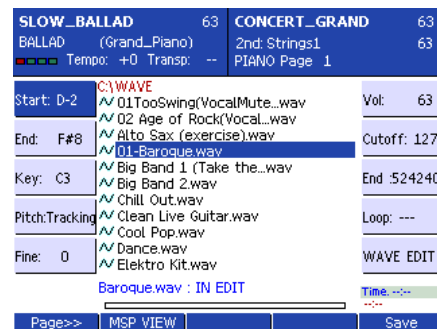 SLOW_BALLAD 63 CONCERT_GRAND 63
BALLAD (Grand_Piano) 2nd: Strings1 63
Tempo: +0 Transp: -- PIANO Page 1
C:\WAVE
Start: D-2 01TooSwing(VocalMute...wav Vol: 63
02 Age of Rock(Vocal...wav
End: F#8 Alto Sax (exercise).wav Cutoff: 127
01-Baroque.wav
Big Band 1 (Take the...wav
Key: C3 Big Band 2.wav End :524240
Chill Out.wav
Pitch:Tracking Clean Live Guitar.wav Loop: ---
Cool Pop.wav
Fine: 0 Dance.wav WAVE EDIT
Elektro Kit.wav
Baroque.wav : IN EDIT Time. --:--
--:--
Page>> MSP VIEW Save